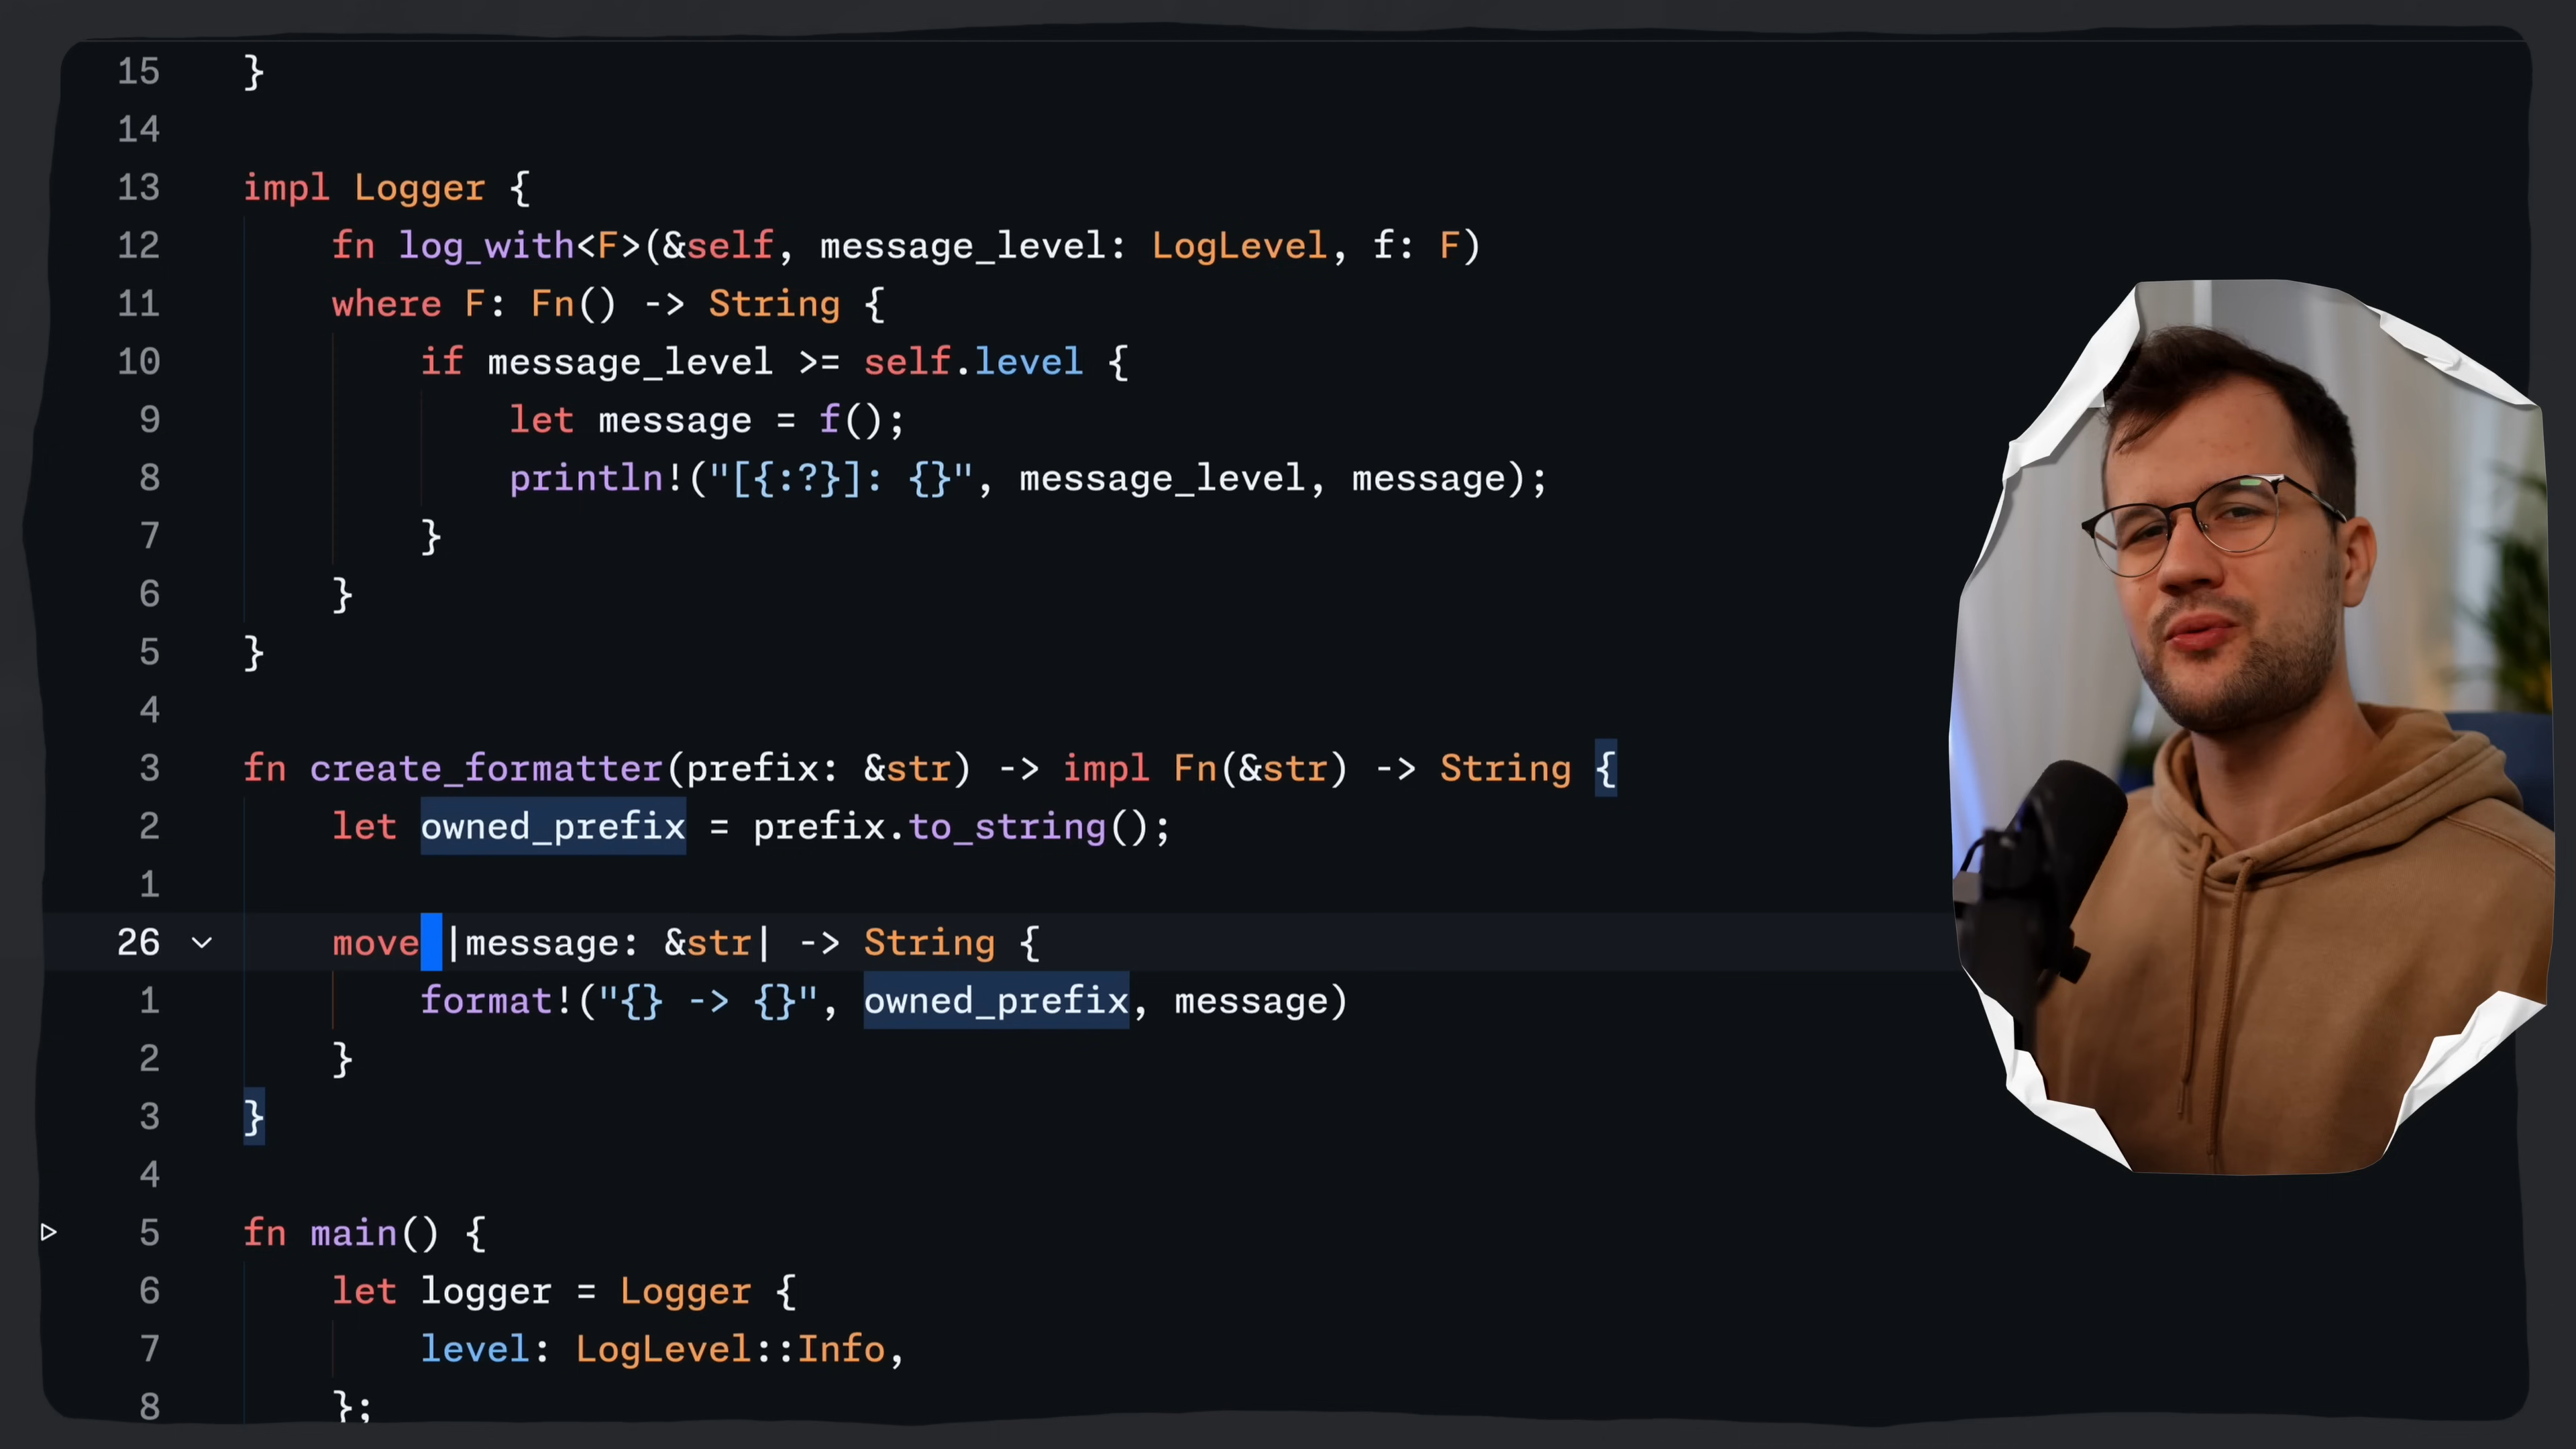 15 }
14
13 impl Logger {
12 fn log_with<F>(&self, message_level: LogLevel, f: F)
11 where F: Fn() -> String {
10 if message_level >= self.level {
9 let message = f();
8 println!("[{:?}]: {}", message_level, message);
7 }
6 }
5 }
4
3 fn create_formatter(prefix: &str) -> impl Fn(&str) -> String {
2 let owned_prefix = prefix.to_string();
1
26 move |message: &str| -> String {
1 format!("{} -> {}", owned_prefix, message)
2 }
3 }
4
5 fn main() {
6 let logger = Logger {
7 level: LogLevel::Info,
8 };